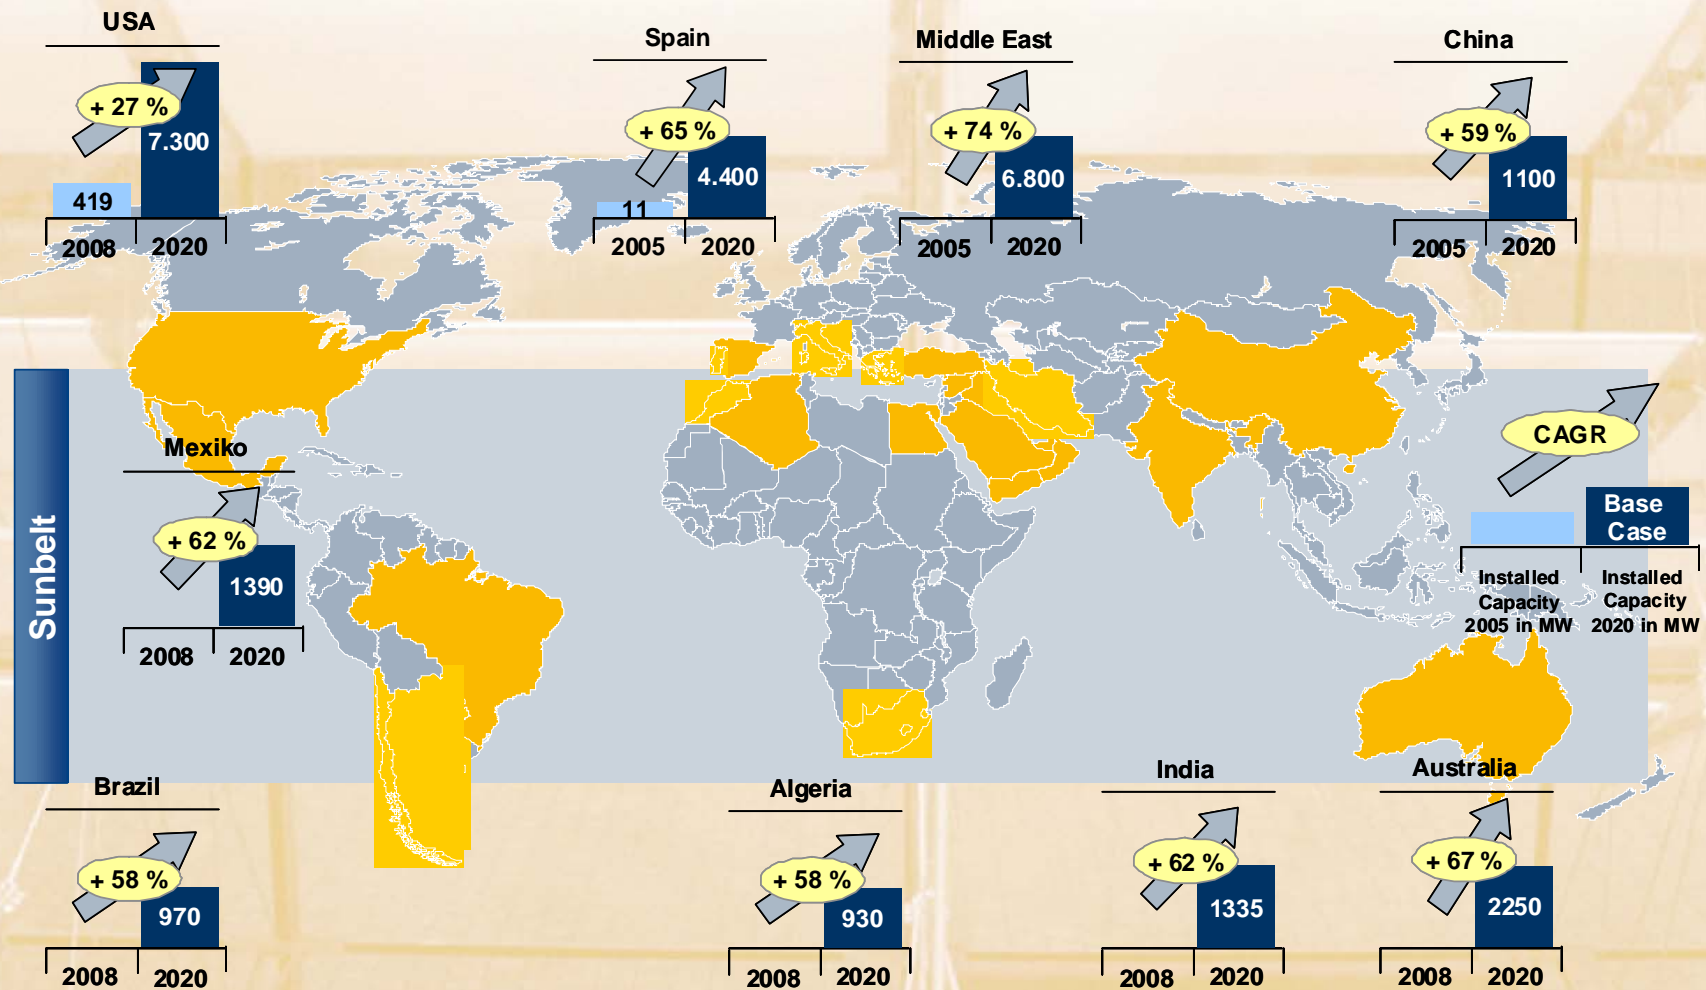 USA
+ 27 %
7.300
419
2008 2020
Spain
+ 65 %
4.400
11
2005 2020
Middle East
+ 74 %
6.800
2005 2020
China
+ 59 %
1100
2005 2020
Sunbelt
Mexiko
+ 62 %
1390
2008 2020
CAGR
Base
Case
Installed
Capacity
2005 in MW
Installed
Capacity
2020 in MW
Brazil
+ 58 %
970
2008 2020
Algeria
+ 58 %
930
2008 2020
India
+ 62 %
1335
2008 2020
Australia
+ 67 %
2250
2008 2020